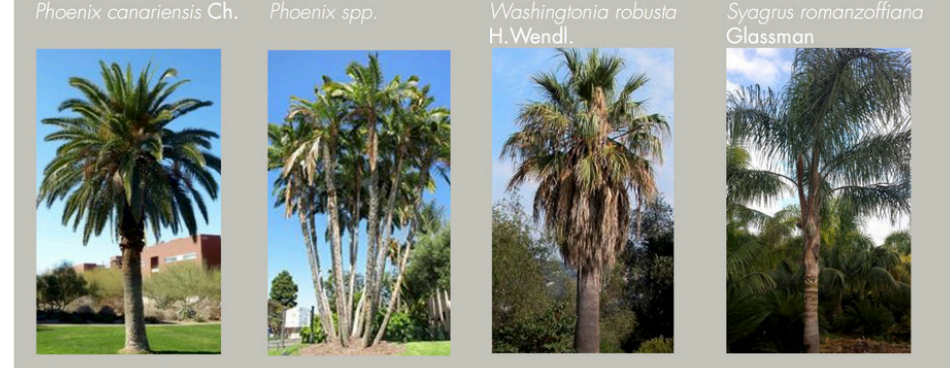 Phoenix canariensis Ch.
Phoenix spp.
Washingtonia robusta
H.Wendl.
Syagrus romanzoffiana
Glassman